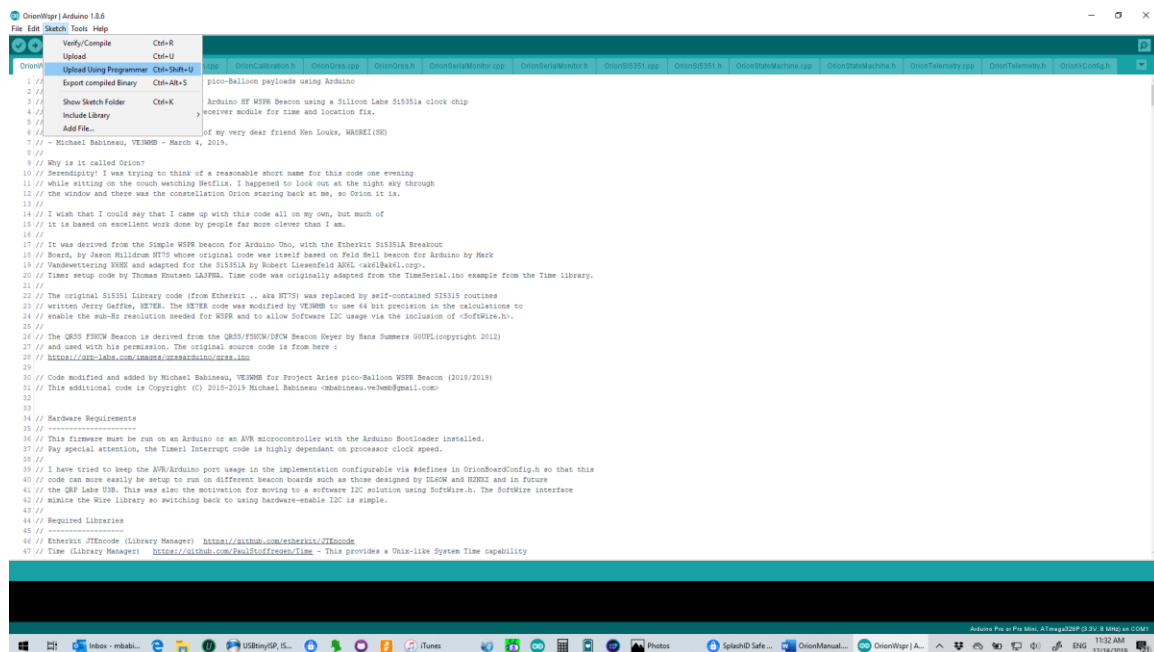 OrionWspr | Arduino 1.8.6
File Edit Sketch Tools Help
Verify/Compile Ctrl+R
Upload Ctrl+U
Upload Using Programmer Ctrl+Shift+U
Export compiled Binary Ctrl+Alt+S
Show Sketch Folder Ctrl+K
Include Library
Add File...
OrionW .cpp OrionCalibration.h OrionQrss.cpp OrionQrss.h OrionSerialMonitor.cpp OrionSerialMonitor.h OrionSi5351.cpp OrionSi5351.h OrionStateMachine.cpp OrionStateMachine.h OrionTelemetry.cpp OrionTelemetry.h OrionXConfig.h
1 // pico-Balloon payloads using Arduino
2 //
3 // Arduino HF WSPR Beacon using a Silicon Labs Si5351a clock chip
4 // receiver module for time and location fix.
5 //
6 // of my very dear friend Ken Louks, WA8REI(SK)
7 // - Michael Babineau, VE3WMB - March 4, 2019.
8 //
9 // Why is it called Orion?
10 // Serendipity! I was trying to think of a reasonable short name for this code one evening
11 // while sitting on the couch watching Netflix. I happened to look out at the night sky through
12 // the window and there was the constellation Orion staring back at me, so Orion it is.
13 //
14 // I wish that I could say that I came up with this code all on my own, but much of
15 // it is based on excellent work done by people far more clever than I am.
16 //
17 // It was derived from the Simple WSPR beacon for Arduino Uno, with the Etherkit Si5351A Breakout
18 // Board, by Jason Milldrum NT7S whose original code was itself based on Feld Hell beacon for Arduino by Mark
19 // Vandewettering K6HX and adapted for the Si5351A by Robert Liesenfeld AK6L <ak6l@ak6l.org>.
20 // Timer setup code by Thomas Knutsen LA3PNA. Time code was originally adapted from the TimeSerial.ino example from the Time library.
21 //
22 // The original Si5351 Library code (from Etherkit .. aka NT7S) was replaced by self-contained SI5315 routines
23 // written Jerry Gaffke, KE7ER. The KE7ER code was modified by VE3WMB to use 64 bit precision in the calculations to
24 // enable the sub-Hz resolution needed for WSPR and to allow Software I2C usage via the inclusion of <SoftWire.h>.
25 //
26 // The QRSS FSKCW Beacon is derived from the QRSS/FSKCW/DFCW Beacon Keyer by Hans Summers G0UPL(copyright 2012)
27 // and used with his permission. The original source code is from here :
28 // https://qrp-labs.com/images/qrssarduino/qrss.ino
29
30 // Code modified and added by Michael Babineau, VE3WMB for Project Aries pico-Balloon WSPR Beacon (2018/2019)
31 // This additional code is Copyright (C) 2018-2019 Michael Babineau <mbabineau.ve3wmb@gmail.com>
32
33
34 // Hardware Requirements
35 // ---------------------
36 // This firmware must be run on an Arduino or an AVR microcontroller with the Arduino Bootloader installed.
37 // Pay special attention, the Timer1 Interrupt code is highly dependant on processor clock speed.
38 //
39 // I have tried to keep the AVR/Arduino port usage in the implementation configurable via #defines in OrionBoardConfig.h so that this
40 // code can more easily be setup to run on different beacon boards such as those designed by DL6OW and N2NXZ and in future
41 // the QRP Labs U3B. This was also the motivation for moving to a software I2C solution using SoftWire.h. The SoftWire interface
42 // mimics the Wire library so switching back to using hardware-enable I2C is simple.
43 //
44 // Required Libraries
45 // ------------------
46 // Etherkit JTEncode (Library Manager) https://github.com/etherkit/JTEncode
47 // Time (Library Manager) https://github.com/PaulStoffregen/Time - This provides a Unix-like System Time capability
Arduino Pro or Pro Mini, ATmega328P (3.3V, 8 MHz) on COM1
Inbox - mbabi... USBtinyISP, IS... iTunes Photos SplashID Safe ... OrionManual... OrionWspr | A... ENG 11:32 AM
12/16/2019